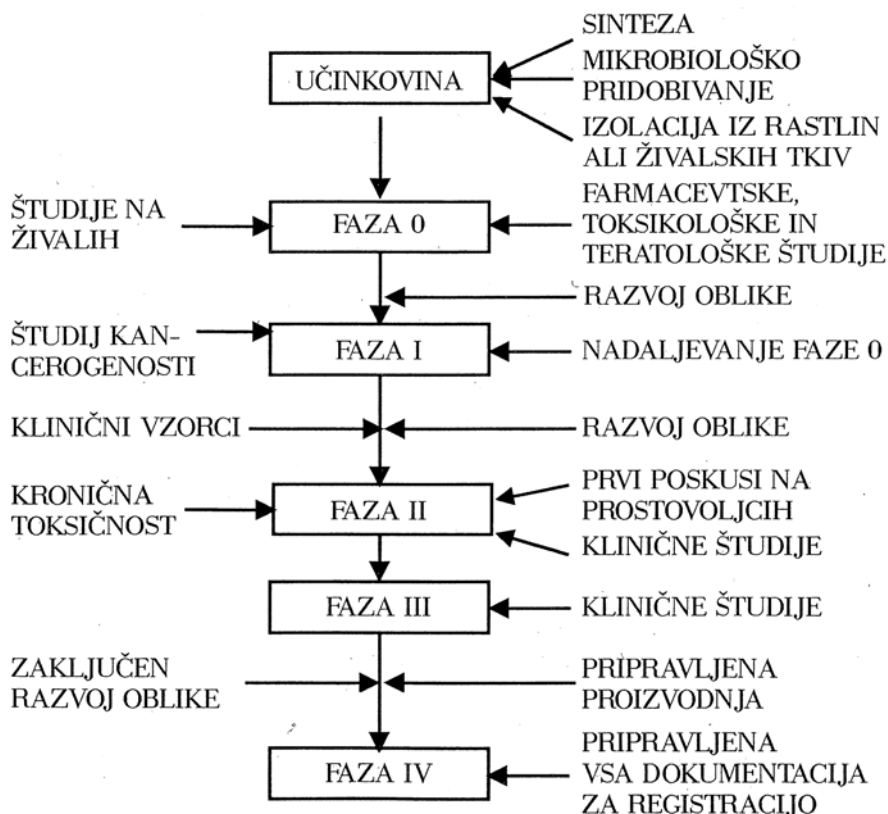 SINTEZA
UČINKOVINA
MIKROBIOLOŠKO
PRIDOBIVANJE
IZOLACIJA IZ RASTLIN
ALI ŽIVALSKIH TKIV
ŠTUDIJE NA
ŽIVALIH
FAZA 0
FARMACEVTSKE,
TOKSIKOLOŠKE IN
TERATOLOŠKE ŠTUDIJE
RAZVOJ OBLIKE
ŠTUDIJ KAN-
CEROGENOSTI
FAZA I
NADALJEVANJE FAZE 0
KLINIČNI VZORCI
RAZVOJ OBLIKE
KRONIČNA
TOKSIČNOST
FAZA II
PRVI POSKUSI NA
PROSTOVOLJCIH
KLINIČNE ŠTUDIJE
FAZA III
KLINIČNE ŠTUDIJE
ZAKLJUČEN
RAZVOJ OBLIKE
PRIPRAVLJENA
PROIZVODNJA
FAZA IV
PRIPRAVLJENA
VSA DOKUMENTACIJA
ZA REGISTRACIJO